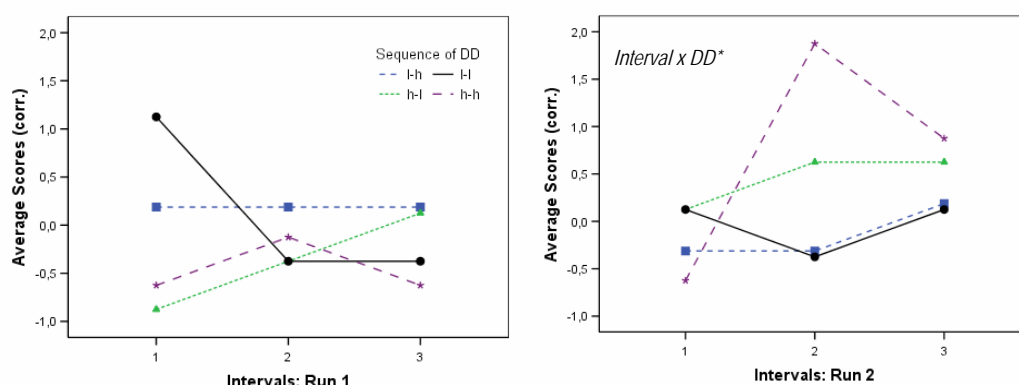 2,0
1,5
1,0
0,5
0,0
-0,5
-1,0
Average Scores (corr.)
Sequence of DD
l-h l-l
h-l h-h
1 2 3
Intervals: Run 1
2,0
1,5
1,0
0,5
0,0
-0,5
-1,0
Average Scores (corr.)
Interval x DD*
1 2 3
Intervals: Run 2